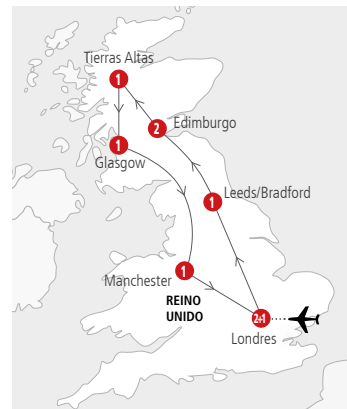 Tierras Altas
1
2
Edimburgo
1
Glasgow
Leeds/Bradford
1
1
Manchester
REINO
UNIDO
2+1
Londres